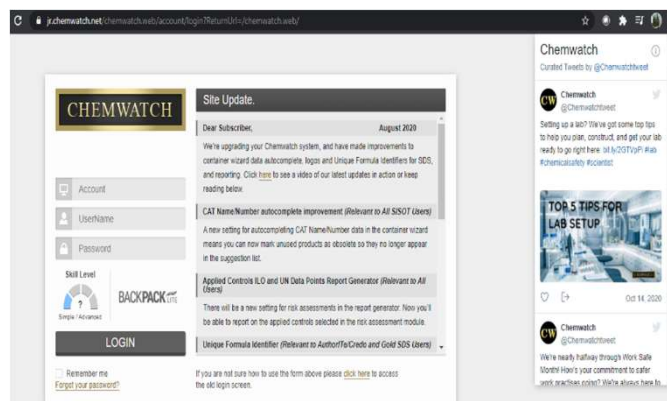 jr.chemwatch.net/chemwatch.web/account/login?ReturnUrl=/chemwatch.web/
CHEMWATCH
Account
UserName
Password
Skill Level
?
Simple / Advanced
BACKPACK LITE
LOGIN
Remember me
Forgot your password?
Site Update.
Dear Subscriber, August 2020
We're upgrading your Chemwatch system, and have made improvements to
container wizard data autocomplete, logos and Unique Formula Identifiers for SDS,
and reporting. Click here to see a video of our latest updates in action or keep
reading below.
CAT Name/Number autocomplete improvement (Relevant to All SiSOT Users)
A new setting for autocompleting CAT Name/Number data in the container wizard
means you can now mark unused products as obsolete so they no longer appear
in the suggestion list.
Applied Controls ILO and UN Data Points Report Generator (Relevant to All
Users)
There will be a new setting for risk assessments in the report generator. Now you'll
be able to report on the applied controls selected in the risk assessment module.
Unique Formula Identifier (Relevant to AuthorITe/Credo and Gold SDS Users)
If you are not sure how to use the form above please click here to access
the old login screen.
Chemwatch
Curated Tweets by @Chemwatchtweet
CW
Chemwatch
@Chemwatchtweet
Setting up a lab? We've got some top tips
to help you plan, construct, and get your lab
ready to go right here: bit.ly/2GTVpPi #lab
#chemicalsafety #scientist
TOP 5 TIPS FOR
LAB SETUP
Oct 14, 2020
CW
Chemwatch
@Chemwatchtweet
We're nearly halfway through Work Safe
Month! How's your commitment to safer
work practises going? We're always here to